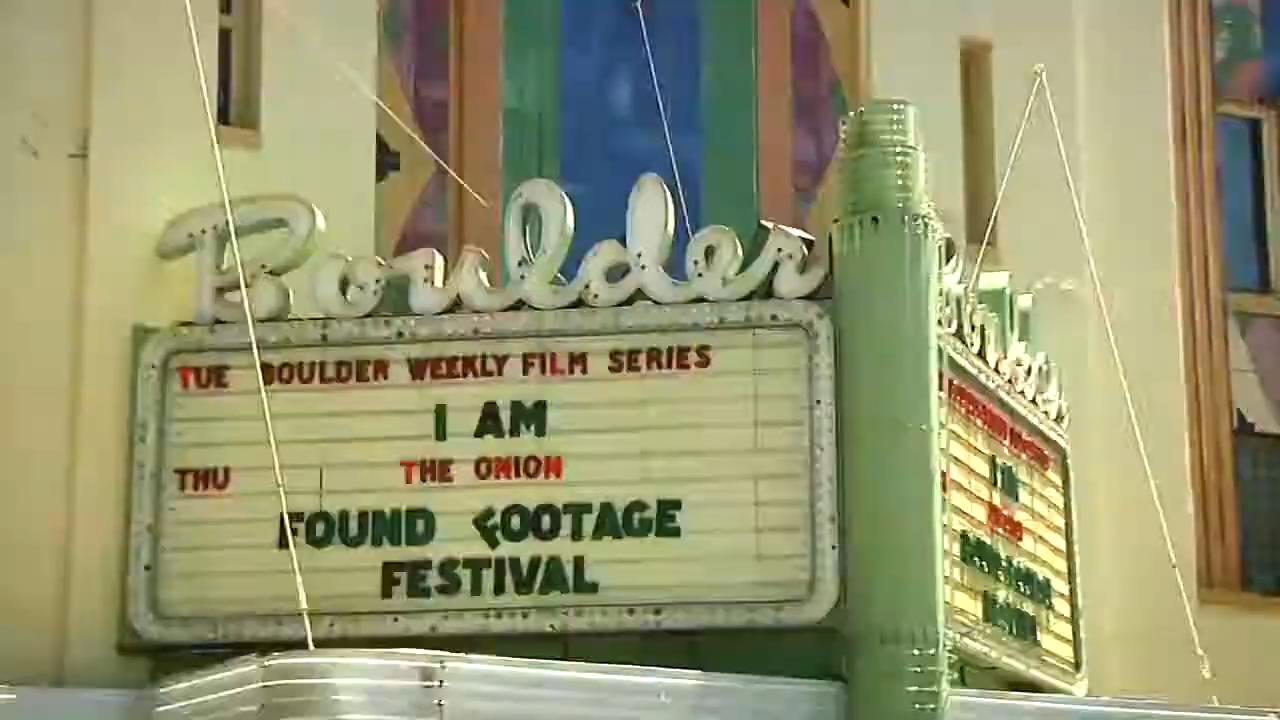 Boulder
TUE BOULDER WEEKLY FILM SERIES
I AM
THU THE ONION
FOUND FOOTAGE
FESTIVAL